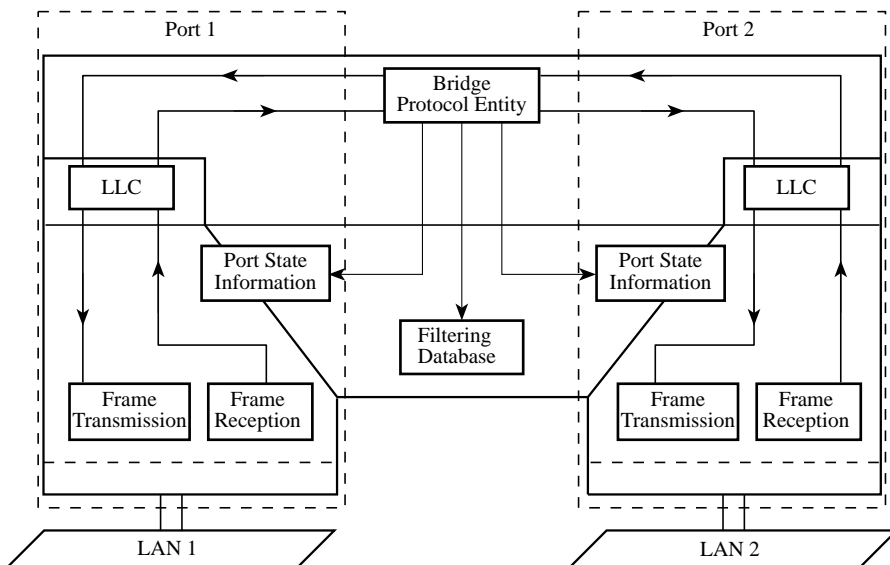 Port 1
Port 2
Bridge
Protocol Entity
LLC
LLC
Port State
Information
Port State
Information
Filtering
Database
Frame
Transmission
Frame
Reception
Frame
Transmission
Frame
Reception
LAN 1
LAN 2